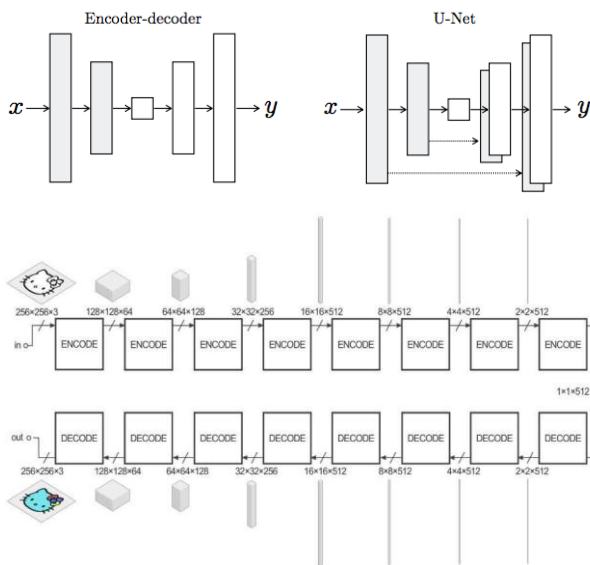 Encoder-decoder
U-Net
x
y
x
y
256×256×3
128×128×64
64×64×128
32×32×256
16×16×512
8×8×512
4×4×512
2×2×512
in
ENCODE
ENCODE
ENCODE
ENCODE
ENCODE
ENCODE
ENCODE
ENCODE
1×1×512
out
DECODE
DECODE
DECODE
DECODE
DECODE
DECODE
DECODE
DECODE
256×256×3
128×128×64
64×64×128
32×32×256
16×16×512
8×8×512
4×4×512
2×2×512